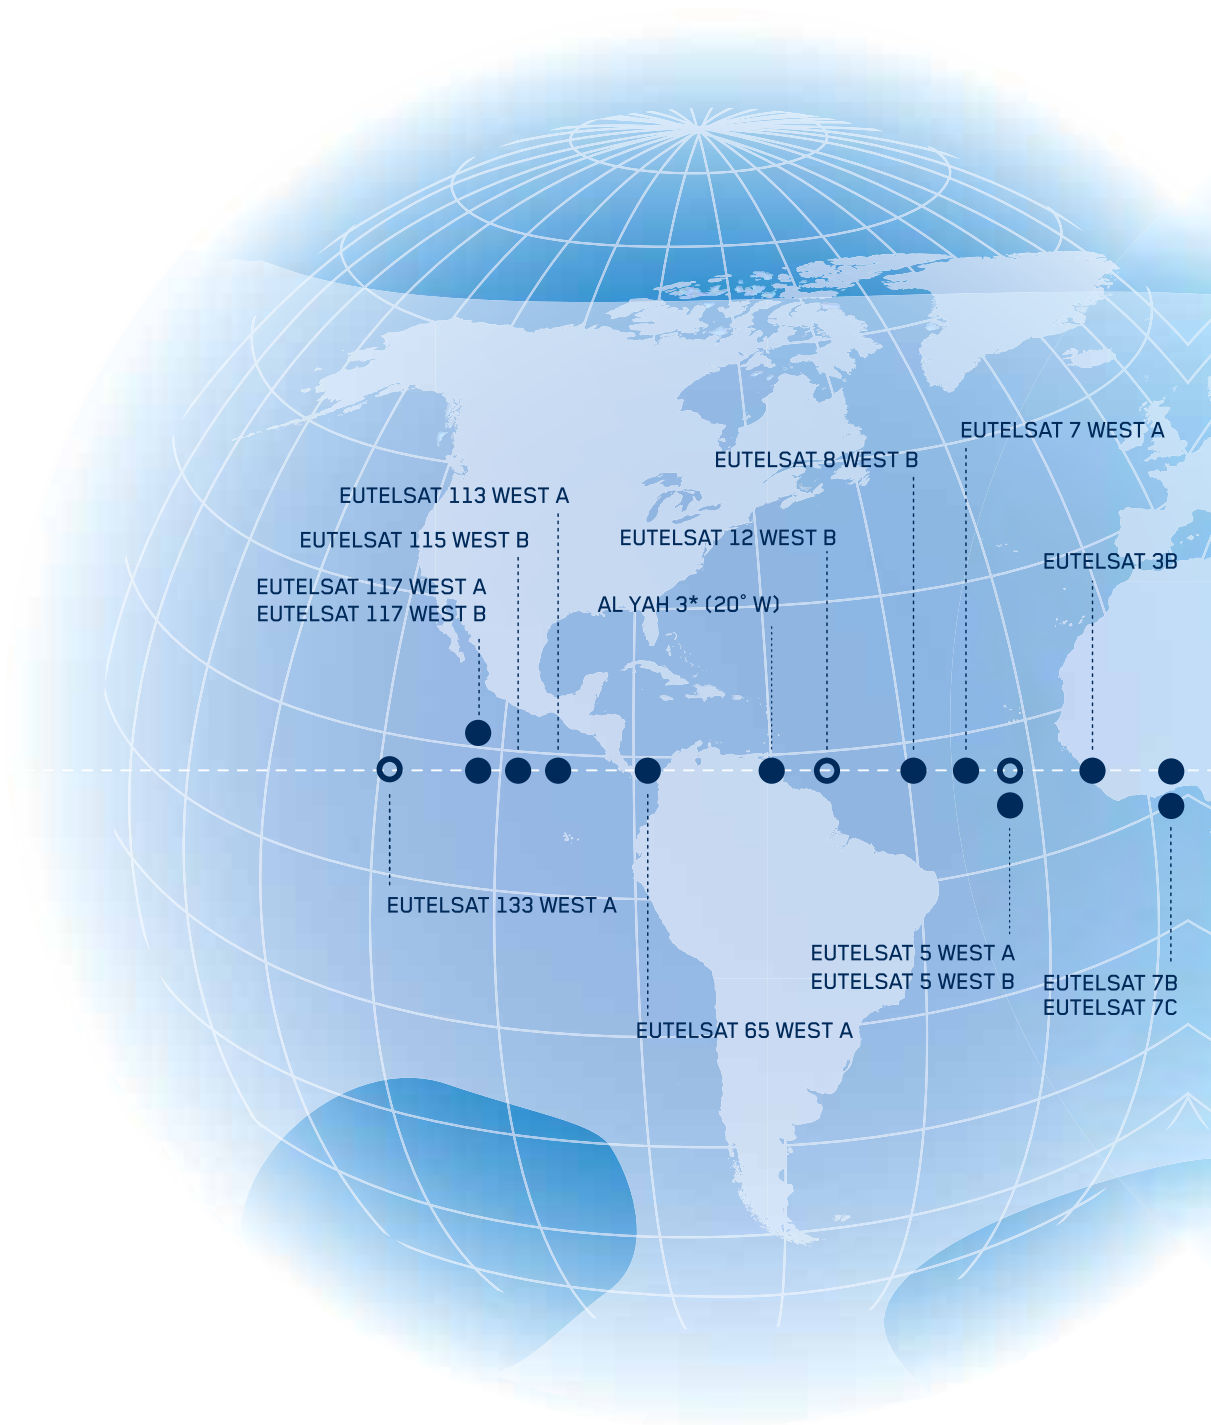 EUTELSAT 7 WEST A
EUTELSAT 8 WEST B
EUTELSAT 113 WEST A
EUTELSAT 115 WEST B
EUTELSAT 12 WEST B
EUTELSAT 3B
EUTELSAT 117 WEST A
EUTELSAT 117 WEST B
AL YAH 3* (20° W)
EUTELSAT 133 WEST A
EUTELSAT 5 WEST A
EUTELSAT 5 WEST B
EUTELSAT 7B
EUTELSAT 7C
EUTELSAT 65 WEST A